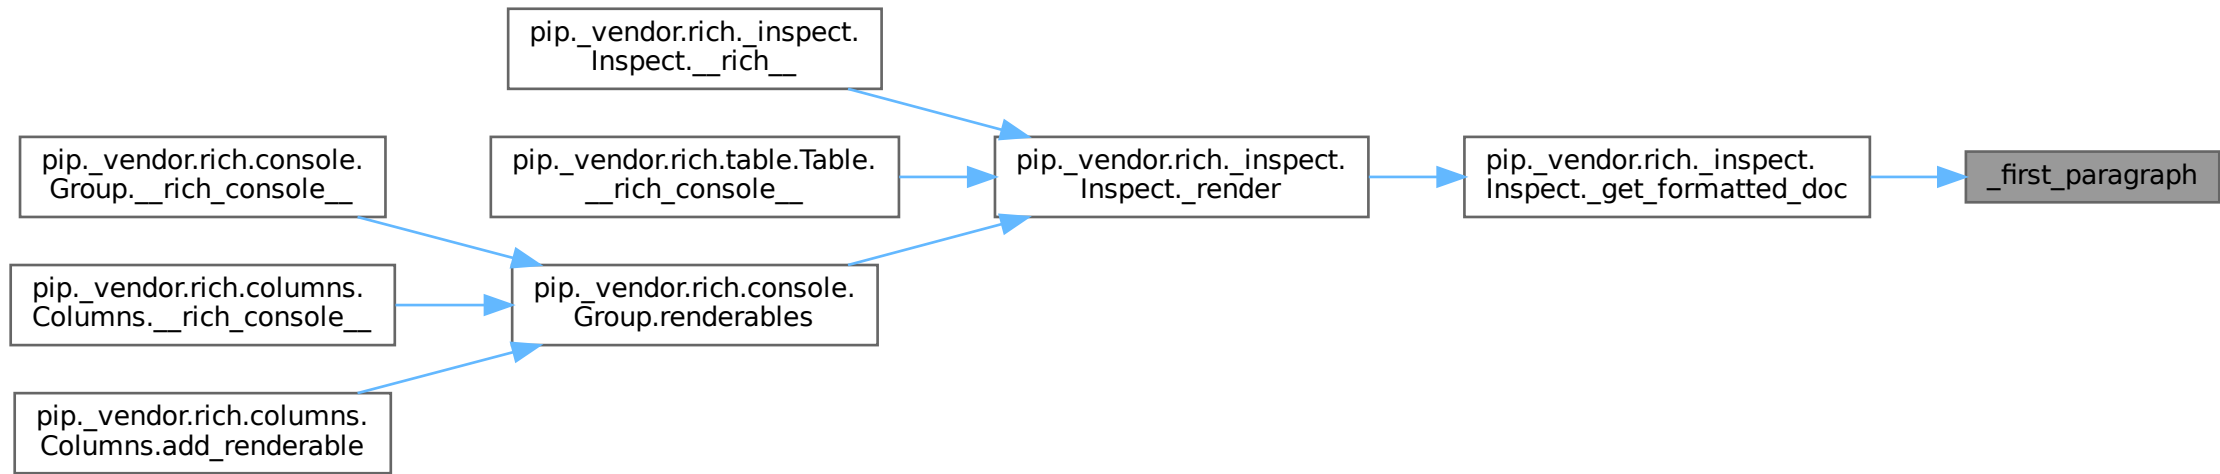 pip._vendor.rich._inspect.
Inspect.__rich__
pip._vendor.rich.console.
Group.__rich_console__
pip._vendor.rich.table.Table.
__rich_console__
pip._vendor.rich._inspect.
Inspect._render
pip._vendor.rich._inspect.
Inspect._get_formatted_doc
_first_paragraph
pip._vendor.rich.columns.
Columns.__rich_console__
pip._vendor.rich.console.
Group.renderables
pip._vendor.rich.columns.
Columns.add_renderable